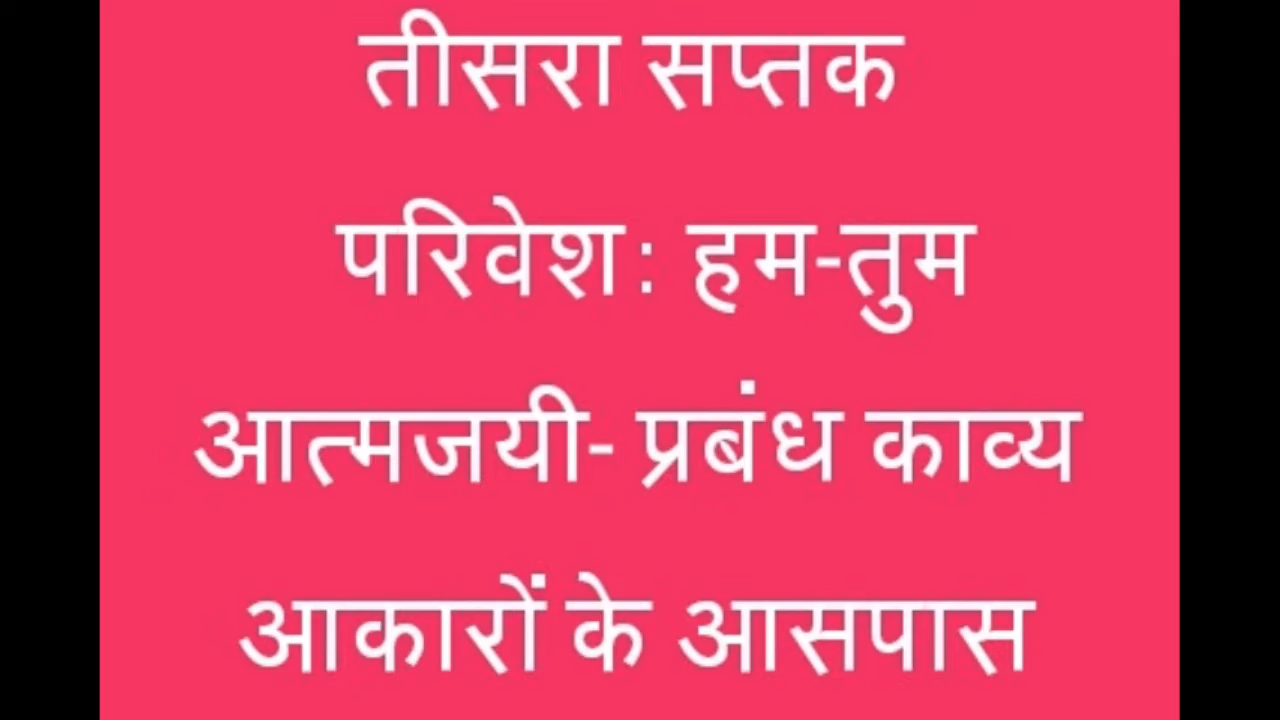 तीसरा सप्तक
परिवेश: हम-तुम
आत्मजयी- प्रबंध काव्य
आकारों के आसपास